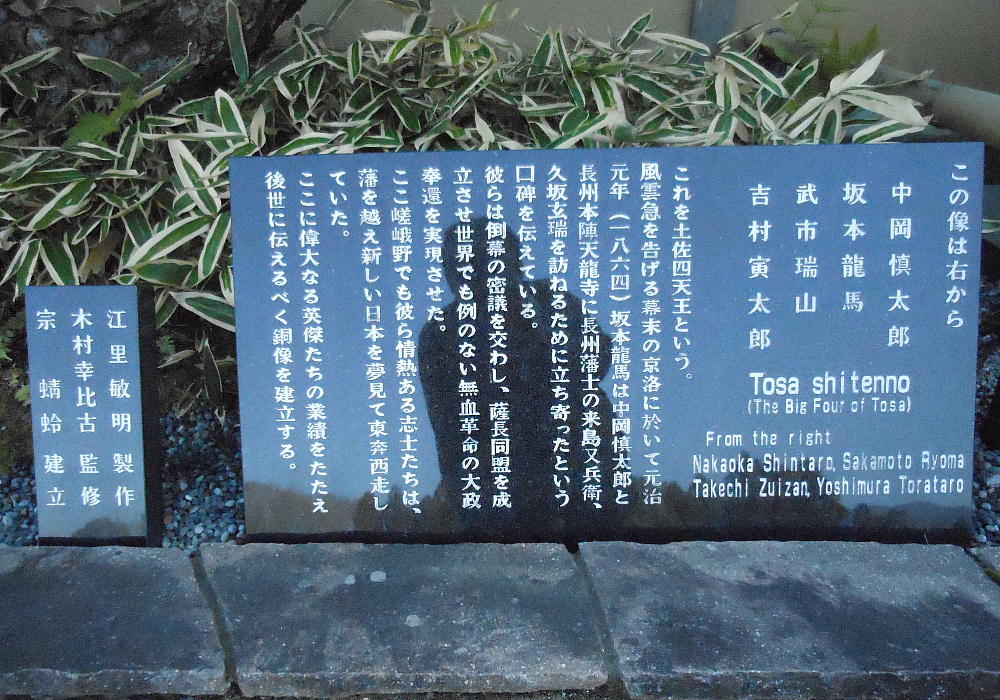 この像は右から
中岡慎太郎
坂本龍馬
武市瑞山
吉村寅太郎
Tosa shitenno
(The Big Four of Tosa)
From the right
Nakaoka Shintaro, Sakamoto Ryoma
Takechi Zuizan, Yoshimura Torataro
これを土佐四天王という。
風雲急を告げる幕末の京洛に於いて元治
元年（一八六四）坂本龍馬は中岡慎太郎と
長州本陣天龍寺に長州藩士の来島又兵衛、
久坂玄瑞を訪ねるために立ち寄ったという
口碑を伝えている。
彼らは倒幕の密議を交わし、薩長同盟を成
立させ世界でも例のない無血革命の大政
奉還を実現させた。
ここ嵯峨野でも彼ら情熱ある志士たちは、
藩を越え新しい日本を夢見て東奔西走し
ていた。
ここに偉大なる英傑たちの業績をたたえ
後世に伝えるべく銅像を建立する。
江里敏明 製作
木村幸比古 監修
宗 蜻蛉 建立